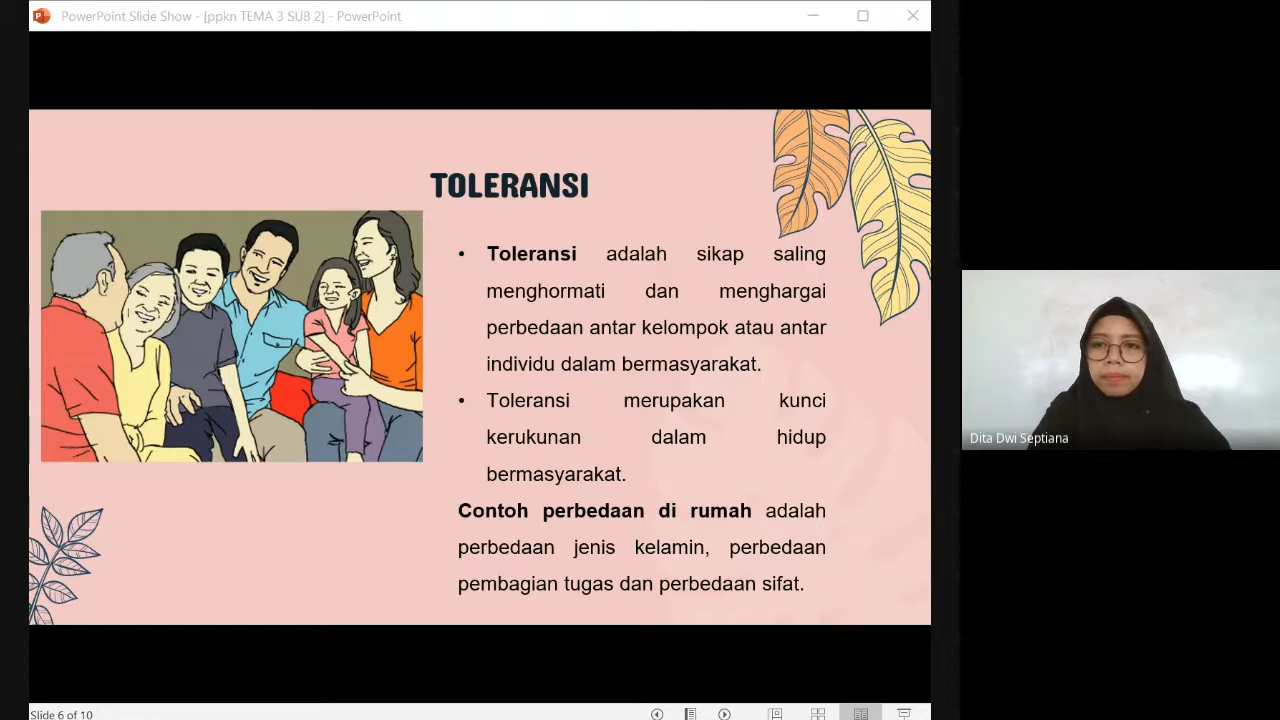 PowerPoint Slide Show - [ppkn TEMA 3 SUB 2] - PowerPoint
TOLERANSI
• Toleransi adalah sikap saling
menghormati dan menghargai
perbedaan antar kelompok atau antar
individu dalam bermasyarakat.
• Toleransi merupakan kunci
kerukunan dalam hidup
bermasyarakat.
Contoh perbedaan di rumah adalah
perbedaan jenis kelamin, perbedaan
pembagian tugas dan perbedaan sifat.
Dita Dwi Septiana
Slide 6 of 10